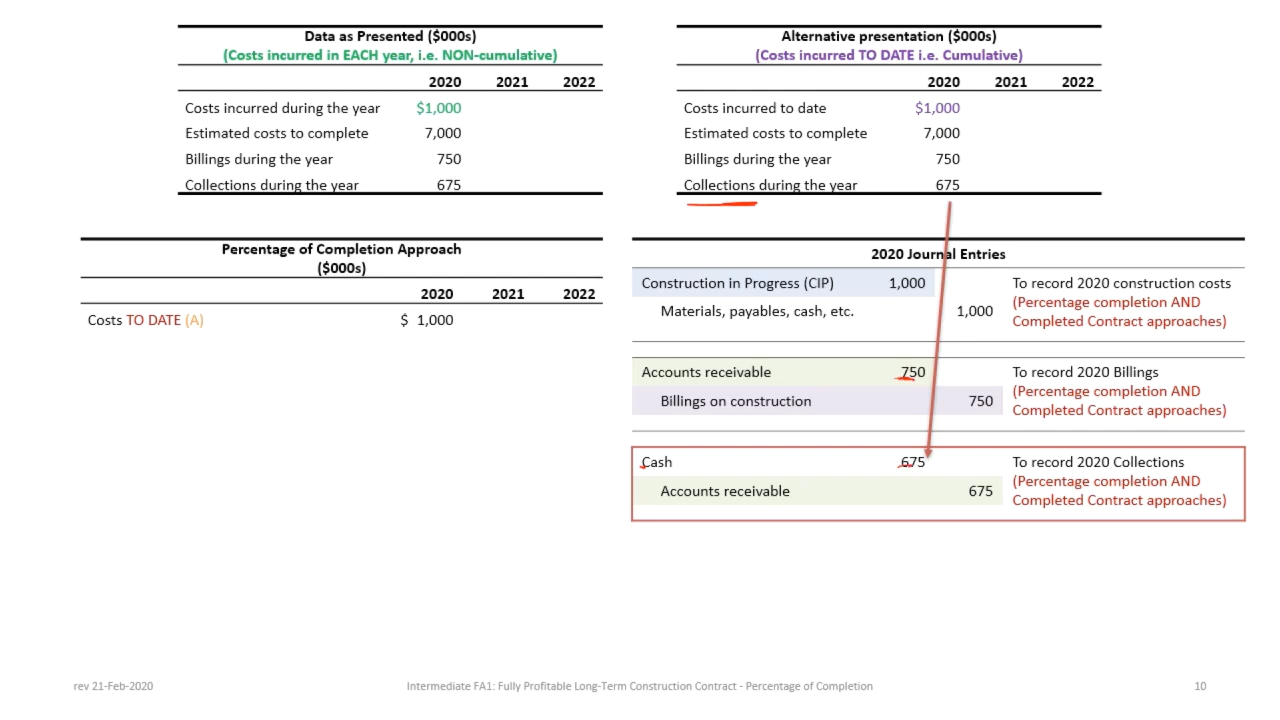 Data as Presented ($000s)
(Costs incurred in EACH year, i.e. NON-cumulative)
2020 2021 2022
Costs incurred during the year $1,000
Estimated costs to complete 7,000
Billings during the year 750
Collections during the year 675
Alternative presentation ($000s)
(Costs incurred TO DATE i.e. Cumulative)
2020 2021 2022
Costs incurred to date $1,000
Estimated costs to complete 7,000
Billings during the year 750
Collections during the year 675
Percentage of Completion Approach
($000s)
2020 2021 2022
Costs TO DATE (A) $ 1,000
2020 Journal Entries
Construction in Progress (CIP) 1,000 To record 2020 construction costs
(Percentage completion AND
Materials, payables, cash, etc. 1,000
Completed Contract approaches)
Accounts receivable 750 To record 2020 Billings
(Percentage completion AND
Billings on construction 750
Completed Contract approaches)
Cash 675 To record 2020 Collections
(Percentage completion AND
Accounts receivable 675
Completed Contract approaches)
rev 21-Feb-2020 Intermediate FA1: Fully Profitable Long-Term Construction Contract - Percentage of Completion 10